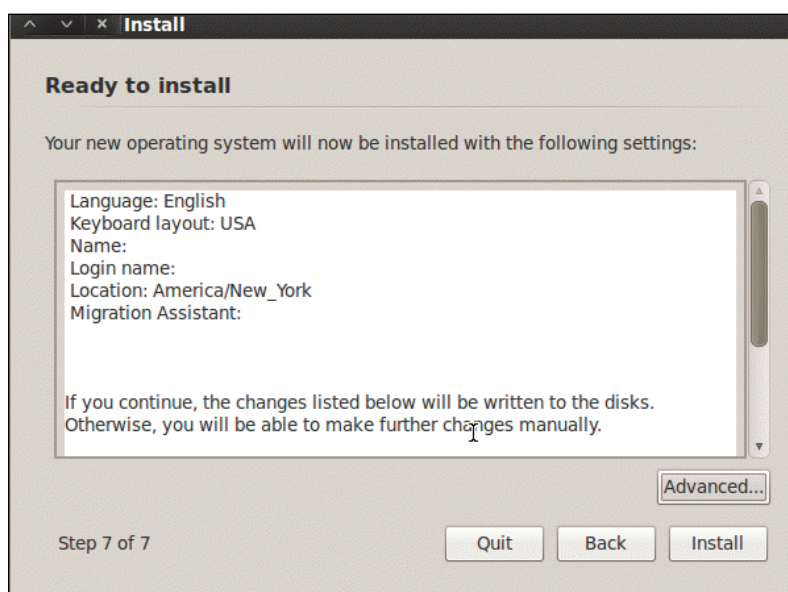 Install
Ready to install
Your new operating system will now be installed with the following settings:
Language: English
Keyboard layout: USA
Name:
Login name:
Location: America/New_York
Migration Assistant:
If you continue, the changes listed below will be written to the disks.
Otherwise, you will be able to make further changes manually.
Advanced...
Step 7 of 7
Quit
Back
Install